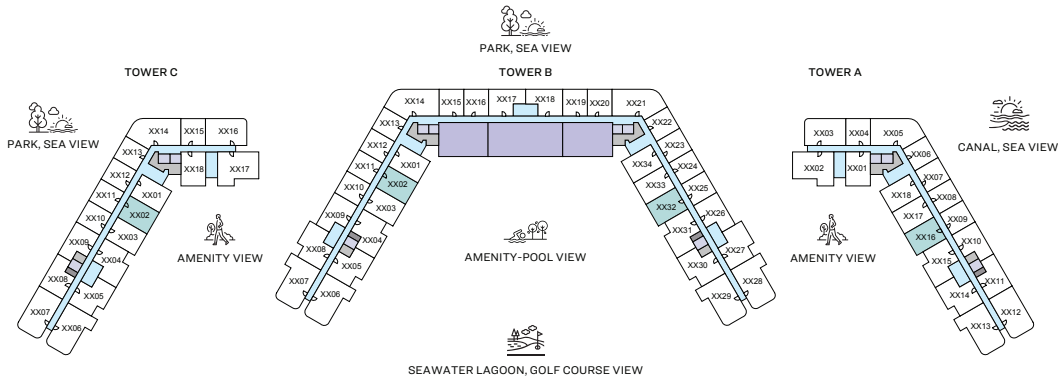 PARK, SEA VIEW
TOWER C
TOWER B
TOWER A
PARK, SEA VIEW
CANAL, SEA VIEW
XX14
XX15
XX16
XX13
XX18
XX17
XX12
XX01
XX11
XX02
XX10
XX03
XX09
XX04
XX08
XX05
XX07
XX06
AMENITY VIEW
XX14
XX15
XX16
XX17
XX18
XX19
XX20
XX21
XX13
XX22
XX12
XX23
XX01
XX34
XX11
XX24
XX02
XX33
XX10
XX25
XX03
XX32
XX09
XX26
XX04
XX31
XX08
XX27
XX05
XX30
XX07
XX28
XX06
XX29
AMENITY-POOL VIEW
AMENITY VIEW
XX03
XX04
XX05
XX02
XX01
XX06
XX07
XX18
XX08
XX17
XX09
XX16
XX10
XX15
XX11
XX14
XX12
XX13
SEAWATER LAGOON, GOLF COURSE VIEW